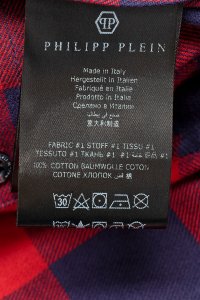 PHILIPP PLEIN
Made in Italy
Hergestellt in Italien
Fabriqué en Italie
Prodotto in Italia
Сделано в Италии
صنع في إيطاليا
意大利制造
FABRIC #1 STOFF #1 TISSU #1
TESSUTO #1 ТКАНЬ #1 #1
100% COTTON BAUMWOLLE COTON
COTONE ХЛОПОК
30